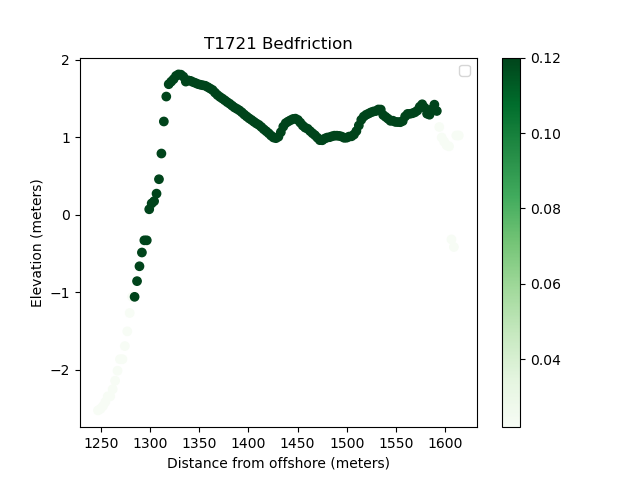 T1721 Bedfriction
2
1
0
−1
−2
Elevation (meters)
1250 1300 1350 1400 1450 1500 1550 1600
Distance from offshore (meters)
0.12
0.10
0.08
0.06
0.04